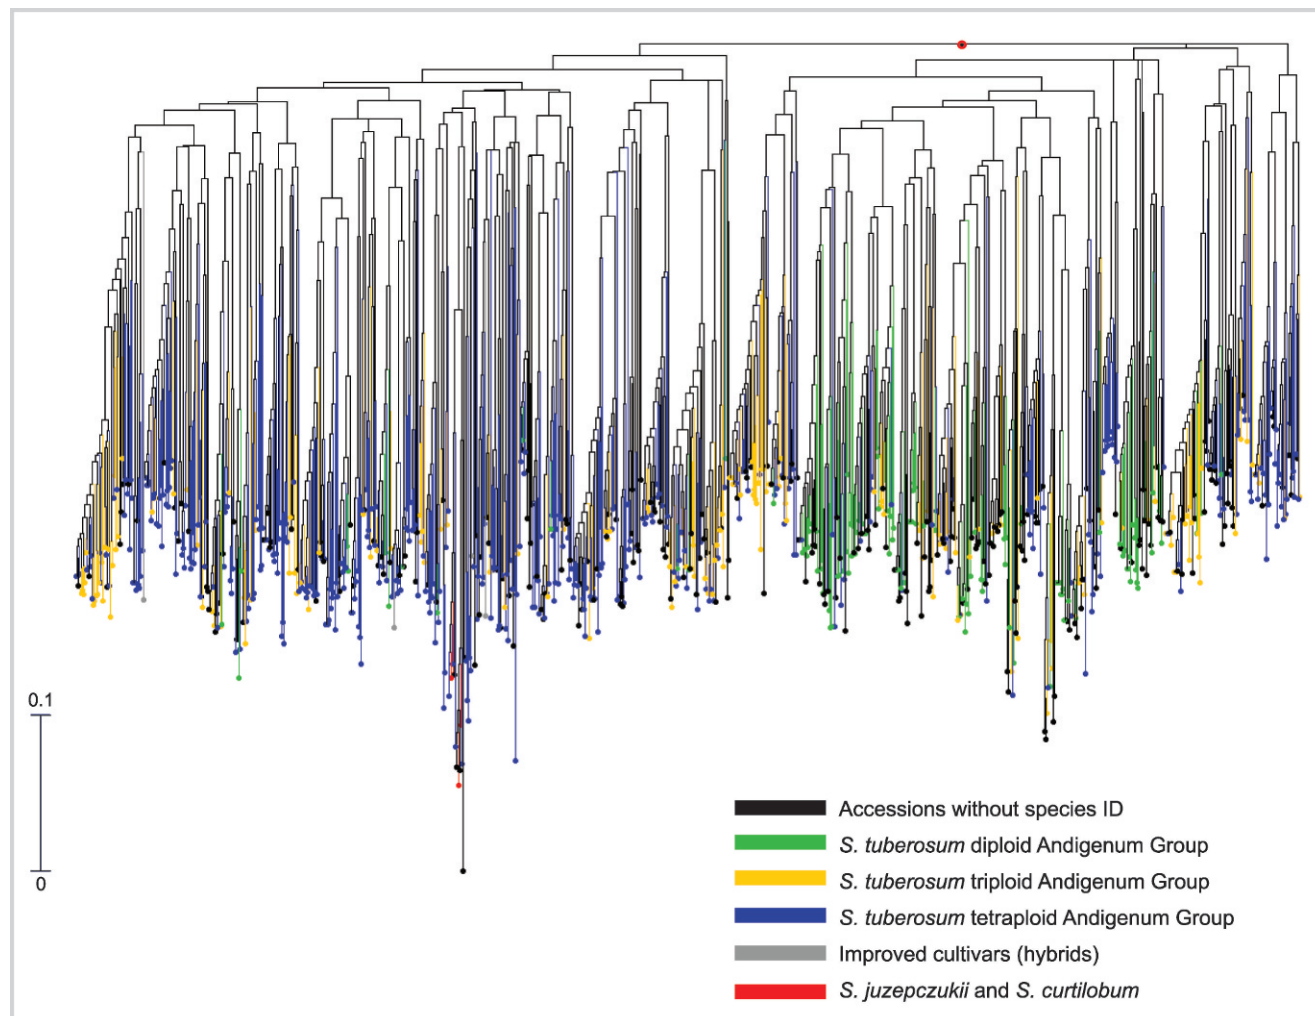 0.1
0
Accessions without species ID
S. tuberosum diploid Andigenum Group
S. tuberosum triploid Andigenum Group
S. tuberosum tetraploid Andigenum Group
Improved cultivars (hybrids)
S. juzepczukii and S. curtilobum